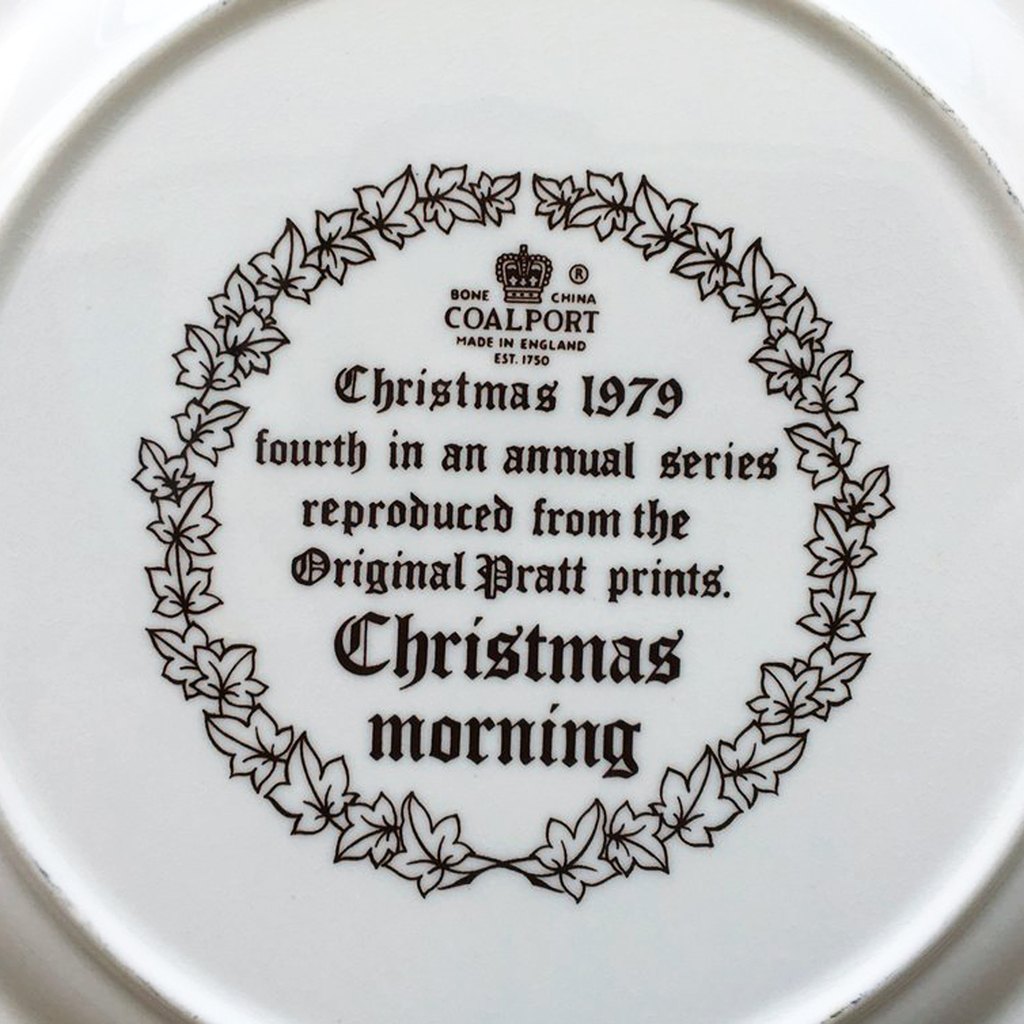 BONE CHINA ®
COALPORT
MADE IN ENGLAND
EST. 1750
Christmas 1979
fourth in an annual series
reproduced from the
Original Pratt prints.
Christmas
morning